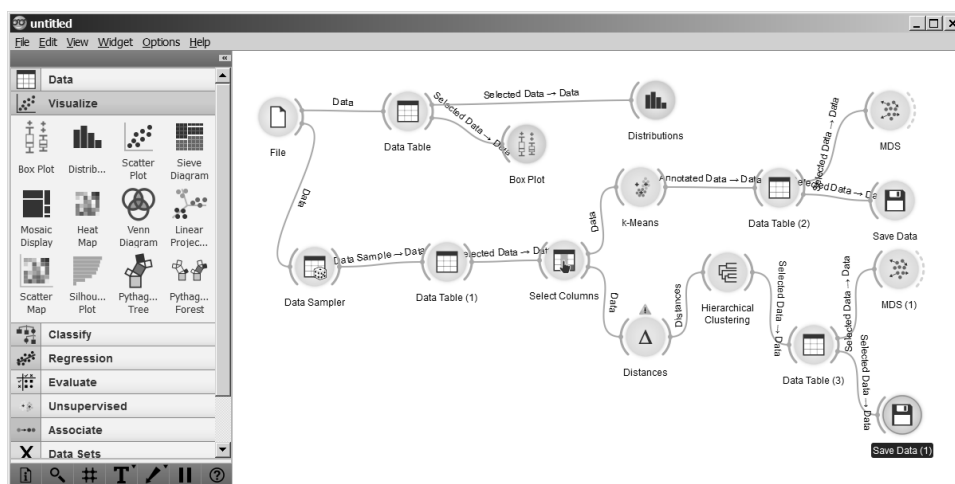 untitled
File Edit View Widget Options Help
Data
Visualize
Box Plot
Distrib...
Scatter
Plot
Sieve
Diagram
Mosaic
Display
Heat
Map
Venn
Diagram
Linear
Projec...
Scatter
Map
Silhou...
Plot
Pythag...
Tree
Pythag...
Forest
Classify
Regression
Evaluate
Unsupervised
Associate
Data Sets
File
Data
Data Table
Selected Data → Data
Distributions
Selected Data → Data
Box Plot
Data
Data Sampler
Data Sample → Data
Data Table (1)
elected Data → Dat
Select Columns
Data
k-Means
Annotated Data → Data
Data Table (2)
Selected Data → Data
MDS
elected Data → Da
Save Data
Data
Distances
Distances
Hierarchical
Clustering
Selected Data → Data
Data Table (3)
Selected Data → Data
MDS (1)
Selected Data → Data
Save Data (1)